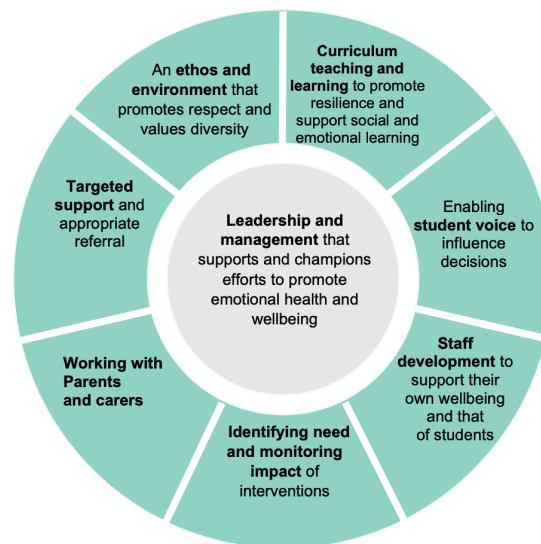 An ethos and
environment that
promotes respect and
values diversity
Curriculum
teaching and
learning to promote
resilience and
support social and
emotional learning
Enabling
student voice to
influence
decisions
Staff
development to
support their
own wellbeing
and that
of students
Identifying need
and monitoring
impact of
interventions
Working with
Parents
and carers
Targeted
support and
appropriate
referral
Leadership and
management that
supports and champions
efforts to promote
emotional health and
wellbeing